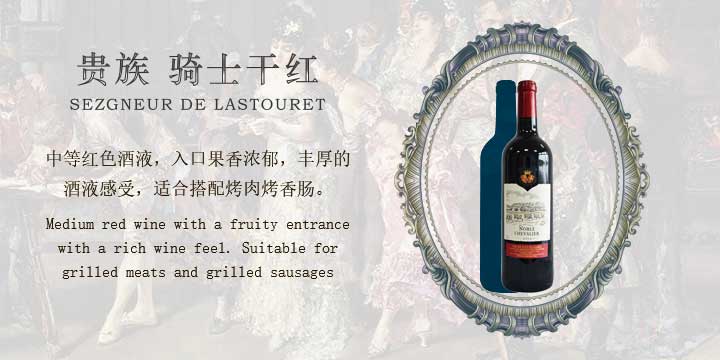 贵族 骑士干红
SEZGNEUR DE LASTOURET
中等红色酒液，入口果香浓郁，丰厚的
酒液感受，适合搭配烤肉烤香肠。
Medium red wine with a fruity entrance
with a rich wine feel. Suitable for
grilled meats and grilled sausages
NOBLE
CHEVALIER